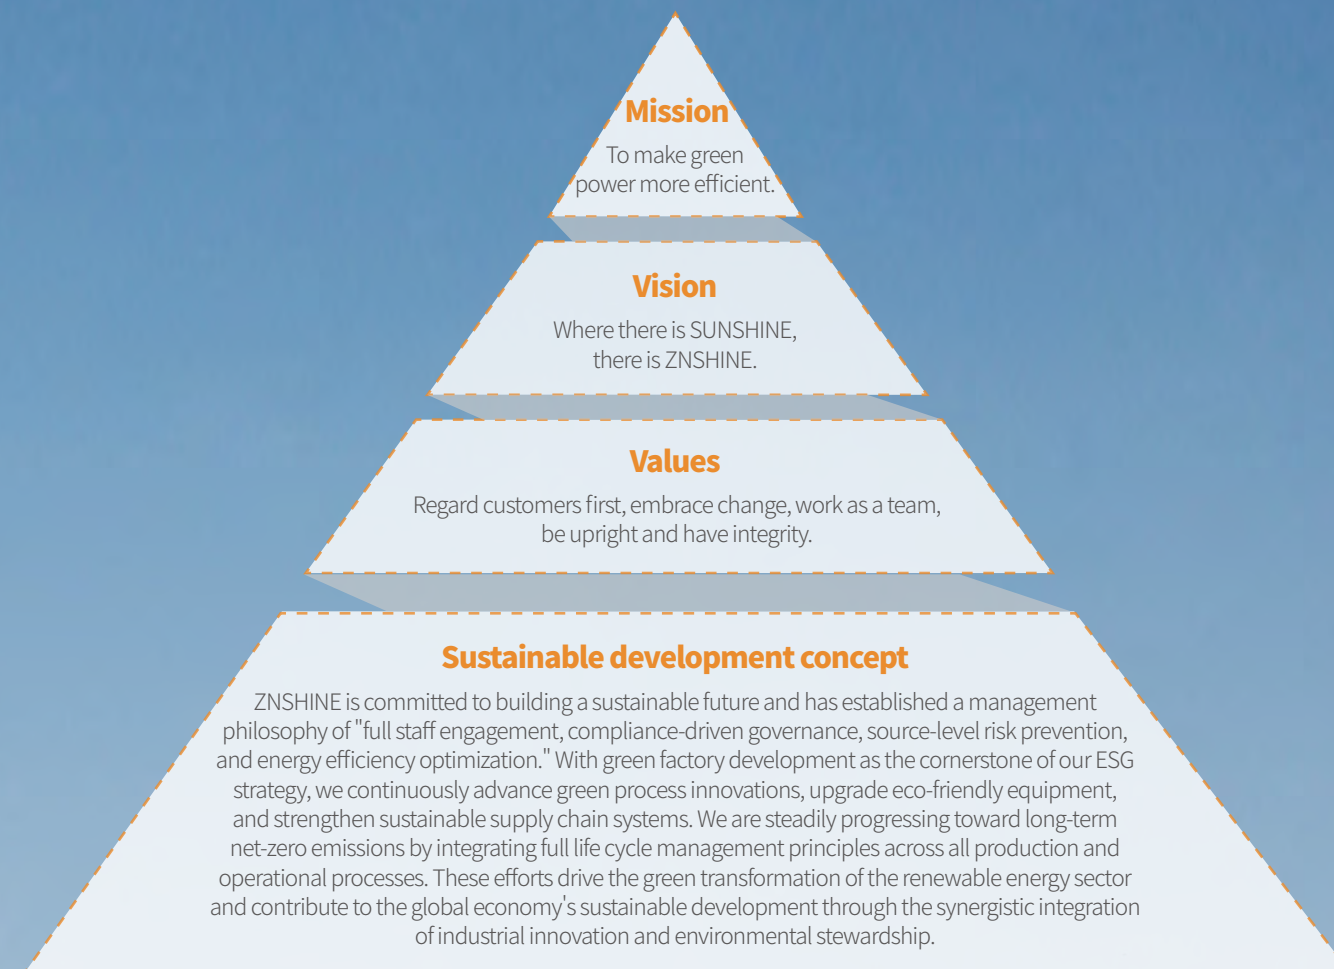 Mission
To make green
power more efficient.
Vision
Where there is SUNSHINE,
there is ZNSHINE.
Values
Regard customers first, embrace change, work as a team,
be upright and have integrity.
Sustainable development concept
ZNSHINE is committed to building a sustainable future and has established a management
philosophy of "full staff engagement, compliance-driven governance, source-level risk prevention,
and energy efficiency optimization." With green factory development as the cornerstone of our ESG
strategy, we continuously advance green process innovations, upgrade eco-friendly equipment,
and strengthen sustainable supply chain systems. We are steadily progressing toward long-term
net-zero emissions by integrating full life cycle management principles across all production and
operational processes. These efforts drive the green transformation of the renewable energy sector
and contribute to the global economy's sustainable development through the synergistic integration
of industrial innovation and environmental stewardship.